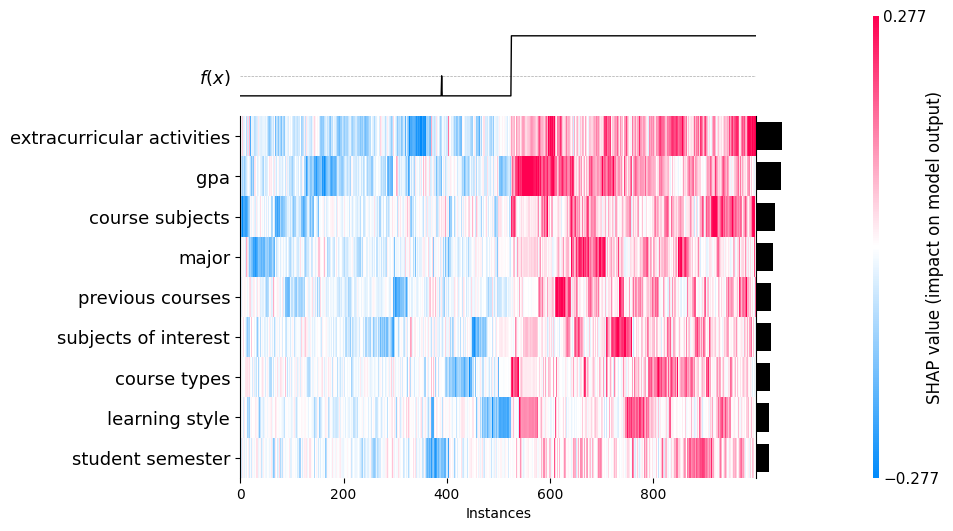 0.277
f(x)
extracurricular activities
gpa
course subjects
major
previous courses
subjects of interest
course types
learning style
student semester
0 200 400 600 800
Instances
SHAP value (impact on model output)
−0.277